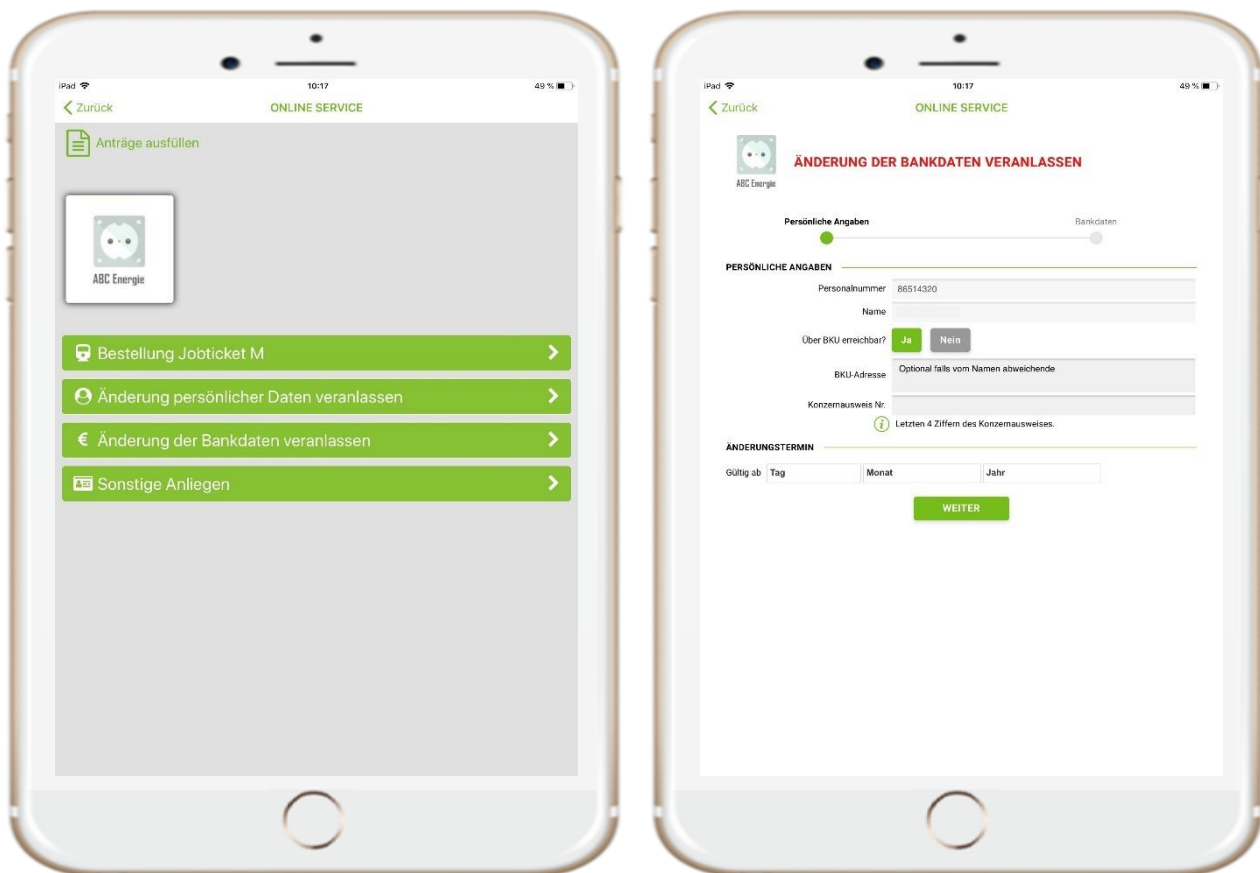 iPad 10:17 49 %
Zurück ONLINE SERVICE
Anträge ausfüllen
ABC Energie
Bestellung Jobticket M
Änderung persönlicher Daten veranlassen
€ Änderung der Bankdaten veranlassen
Sonstige Anliegen
iPad 10:17 49 %
Zurück ONLINE SERVICE
ABC Energie
ÄNDERUNG DER BANKDATEN VERANLASSEN
Persönliche Angaben Bankdaten
PERSÖNLICHE ANGABEN
Personalnummer 86514320
Name
Über BKU erreichbar? Ja Nein
BKU-Adresse Optional falls vom Namen abweichende
Konzernausweis Nr.
i Letzten 4 Ziffern des Konzernausweises.
ÄNDERUNGSTERMIN
Gültig ab Tag Monat Jahr
WEITER